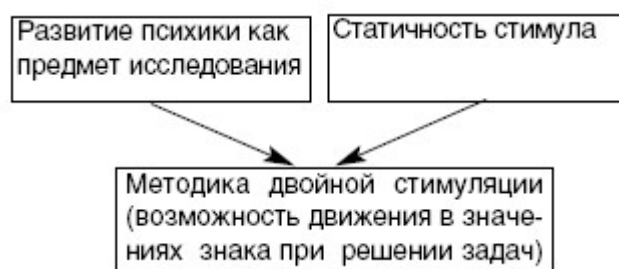 Развитие психики как
предмет исследования
Статичность стимула
Методика двойной стимуляции
(возможность движения в значе-
ниях знака при решении задач)